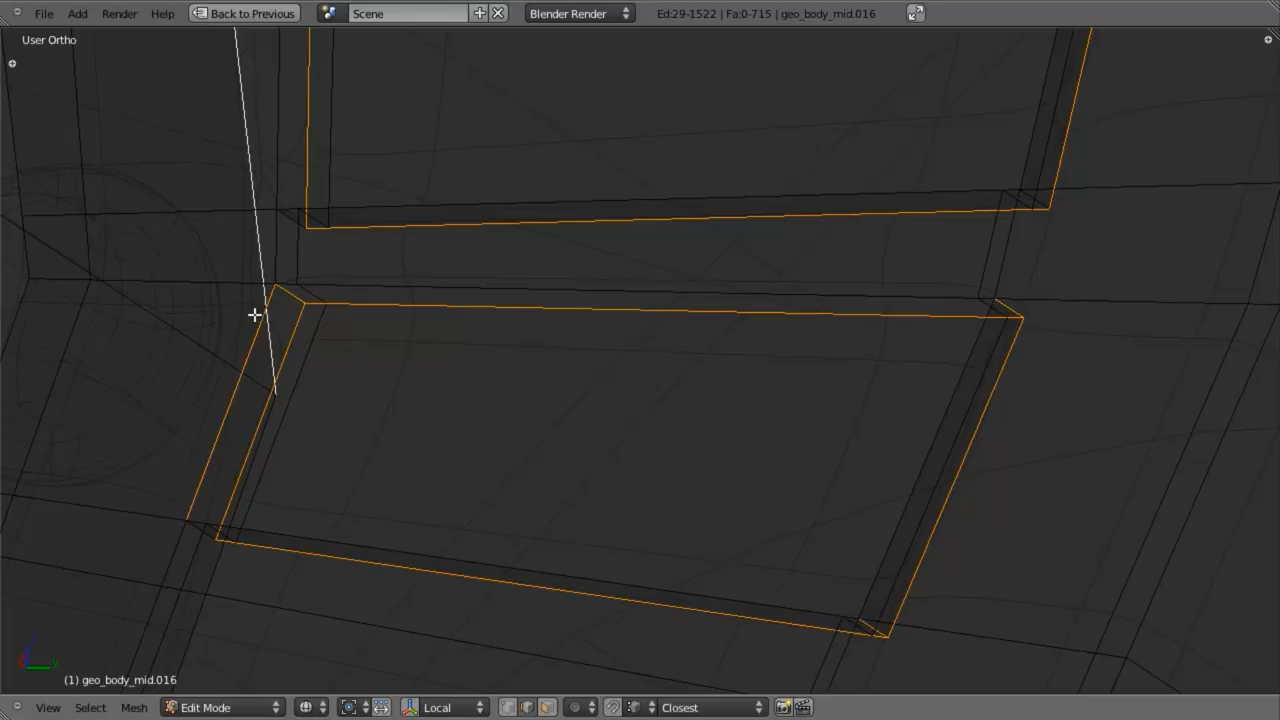 File Add Render Help Back to Previous Scene Blender Render Ed:29-1522 | Fa:0-715 | geo_body_mid.016
User Ortho
y
(1) geo_body_mid.016
View Select Mesh Edit Mode Local Closest